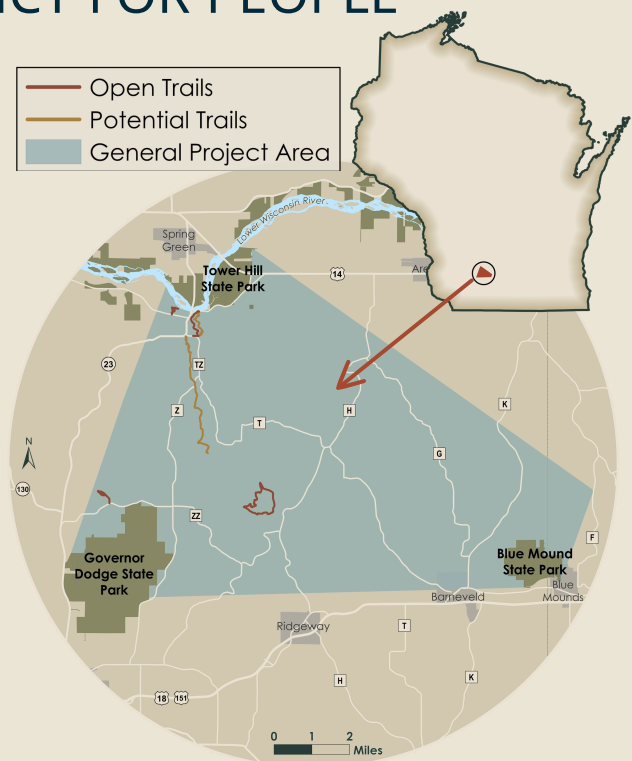 FOR PEOPLE
Open Trails
Potential Trails
General Project Area
Lower Wisconsin River
Spring
Green
Tower Hill
State Park
14
23
TZ
Z
T
H
K
G
N
130
ZZ
F
Governor
Dodge State
Park
Blue Mound
State Park
Blue
Mounds
Barneveld
Ridgeway
T
H
K
18
151
0 1 2
Miles